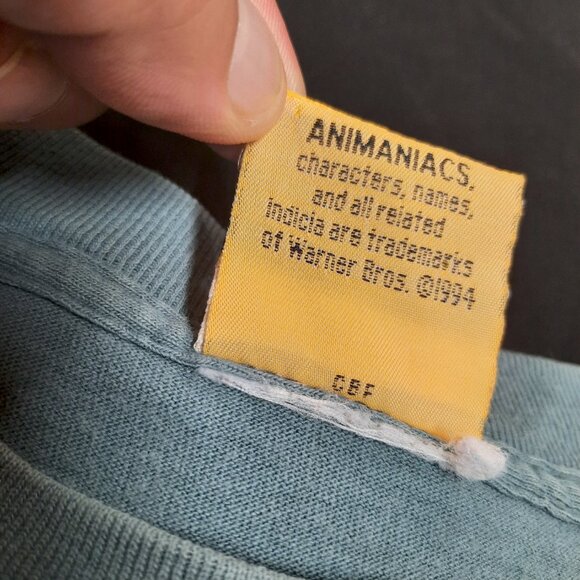 ANIMANIACS,
characters, names,
and all related
indicia are trademarks
of Warner Bros. ©1994
CBF